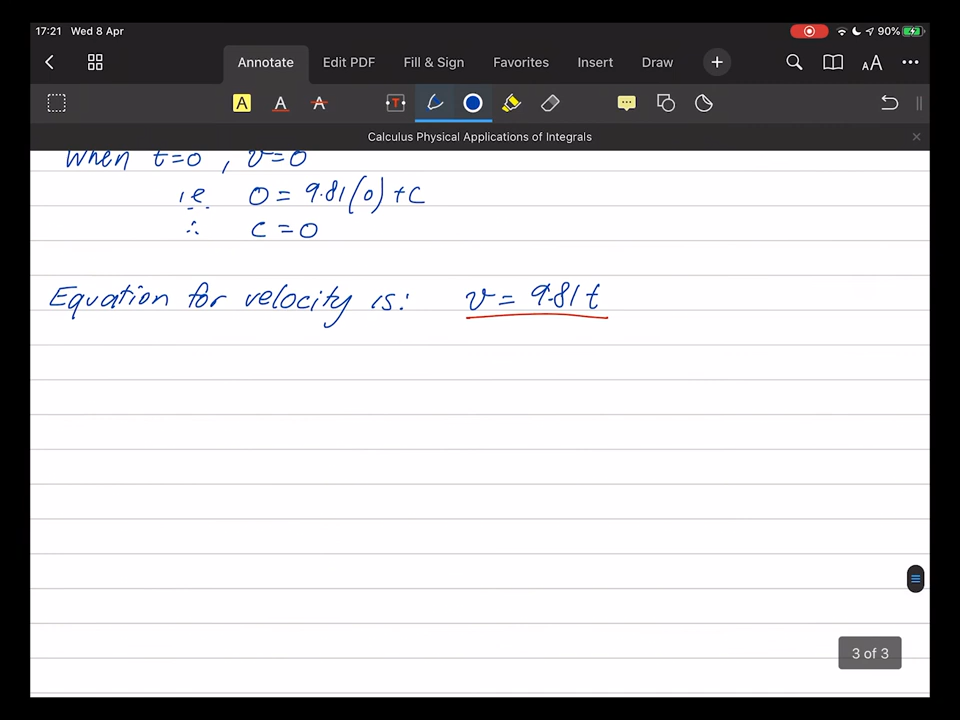 17:21 Wed 8 Apr 90%
Annotate Edit PDF Fill & Sign Favorites Insert Draw
Calculus Physical Applications of Integrals
When t=0, v=0
i.e. 0 = 9.81(0) + C
∴ C = 0
Equation for velocity is: v = 9.81t
3 of 3